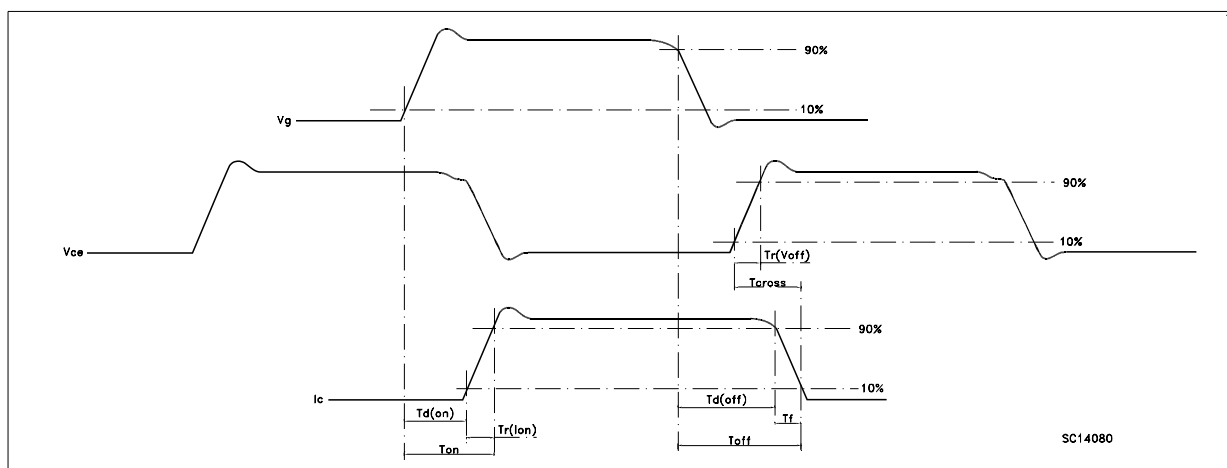 90%
10%
Vg
90%
Vce
10%
Tr(Voff)
Tcross
90%
10%
Ic
Td(on)
Td(off)
Tr(Ion)
Tf
Ton
Toff
SC14080